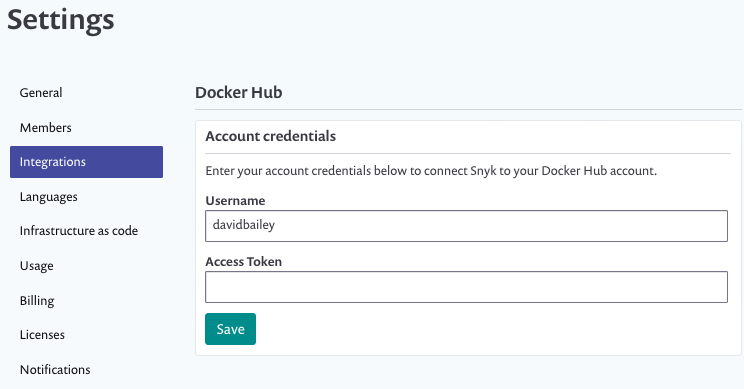 Settings
General
Members
Integrations
Languages
Infrastructure as code
Usage
Billing
Licenses
Notifications
Docker Hub
Account credentials
Enter your account credentials below to connect Snyk to your Docker Hub account.
Username
davidbailey
Access Token
Save